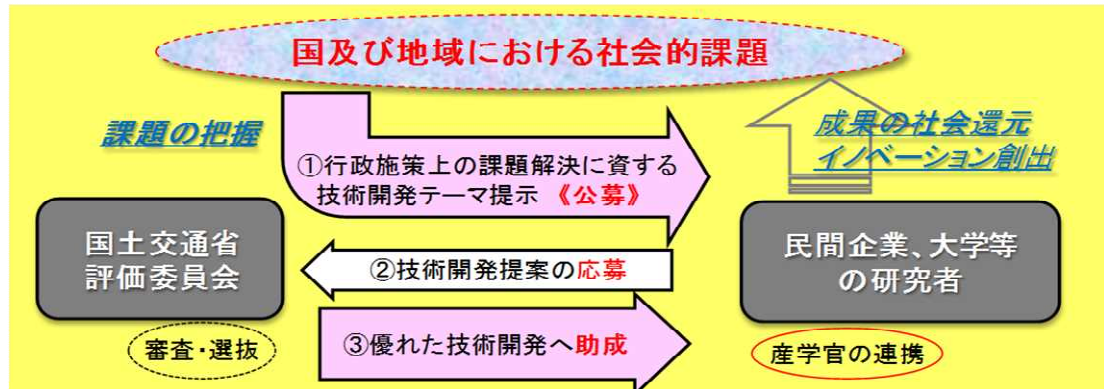 国及び地域における社会的課題
課題の把握
成果の社会還元
イノベーション創出
①行政施策上の課題解決に資する
技術開発テーマ提示 《公募》
国土交通省
評価委員会
②技術開発提案の応募
民間企業、大学等
の研究者
審査・選抜
③優れた技術開発へ助成
産学官の連携